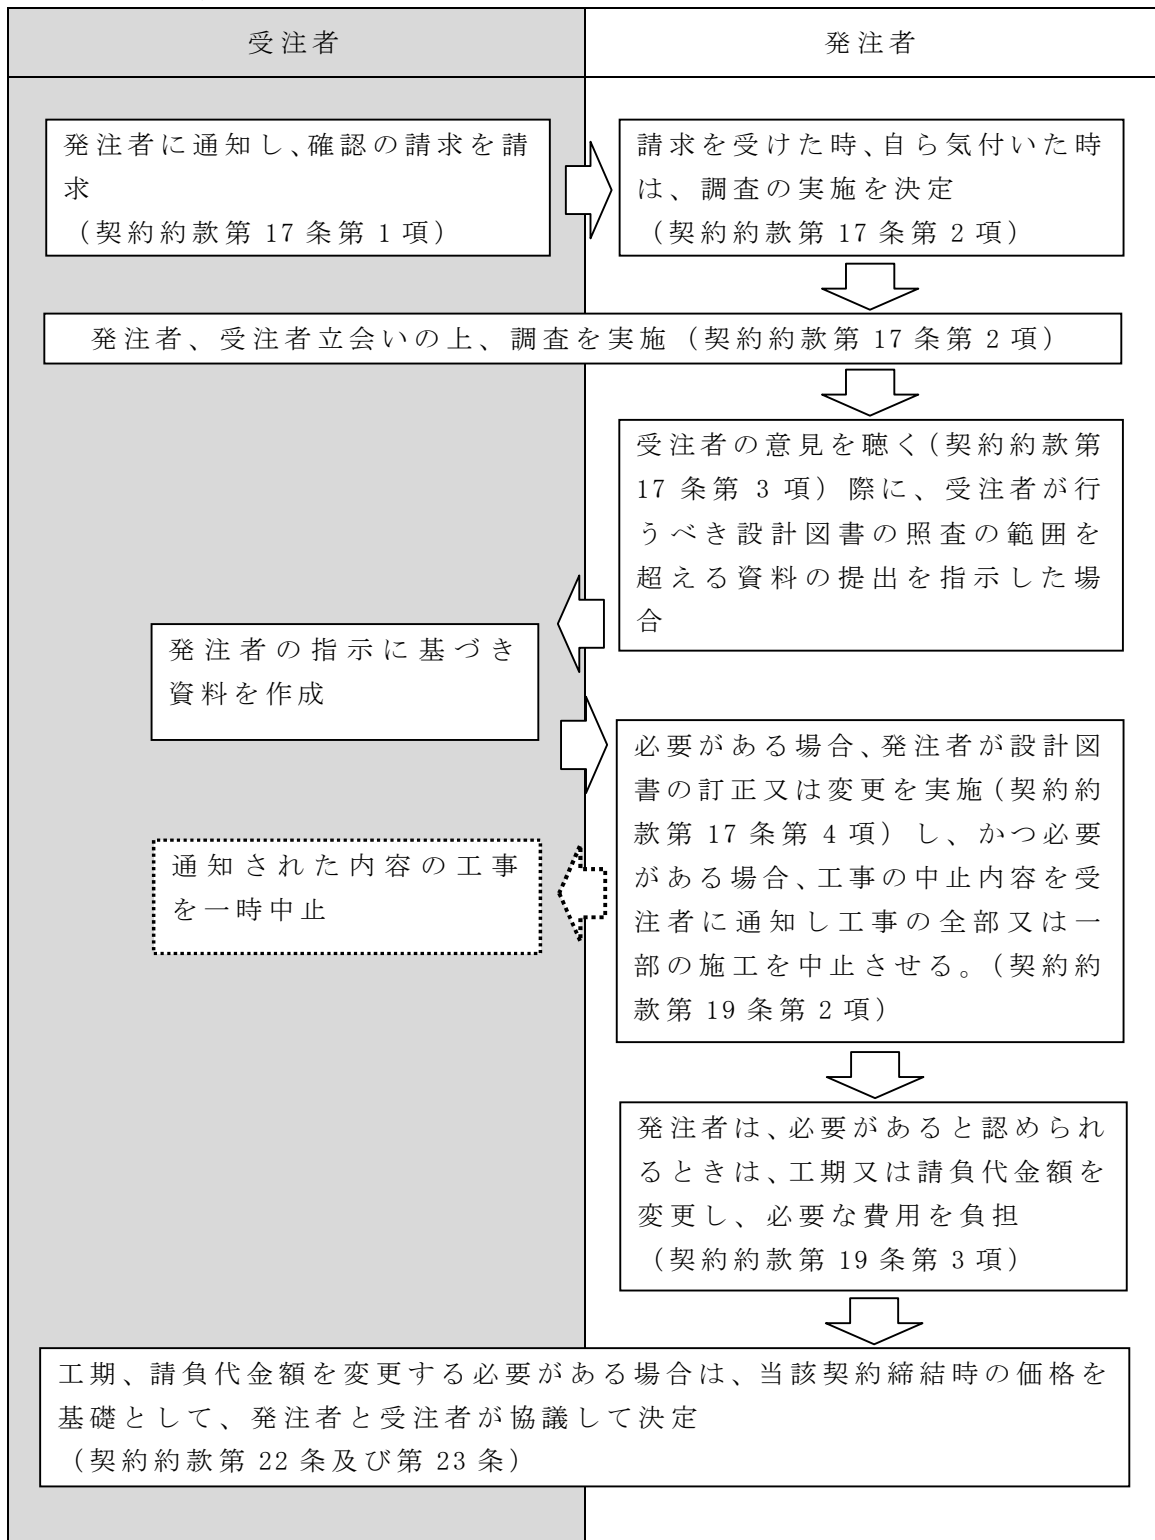 受注者
発注者
発注者に通知し、確認の請求を請
求
（契約約款第 17 条第 1 項）
請求を受けた時、自ら気付いた時
は、調査の実施を決定
（契約約款第 17 条第 2 項）
発注者、受注者立会いの上、調査を実施（契約約款第 17 条第 2 項）
受注者の意見を聴く（契約約款第
17 条第 3 項）際に、受注者が行
うべき設計図書の照査の範囲を
超える資料の提出を指示した場
合
発注者の指示に基づき
資料を作成
必要がある場合、発注者が設計図
書の訂正又は変更を実施（契約約
款第 17 条第 4 項）し、かつ必要
がある場合、工事の中止内容を受
注者に通知し工事の全部又は一
部の施工を中止させる。（契約約
款第 19 条第 2 項）
通知された内容の工事
を一時中止
発注者は、必要があると認められ
るときは、工期又は請負代金額を
変更し、必要な費用を負担
（契約約款第 19 条第 3 項）
工期、請負代金額を変更する必要がある場合は、当該契約締結時の価格を
基礎として、発注者と受注者が協議して決定
（契約約款第 22 条及び第 23 条）